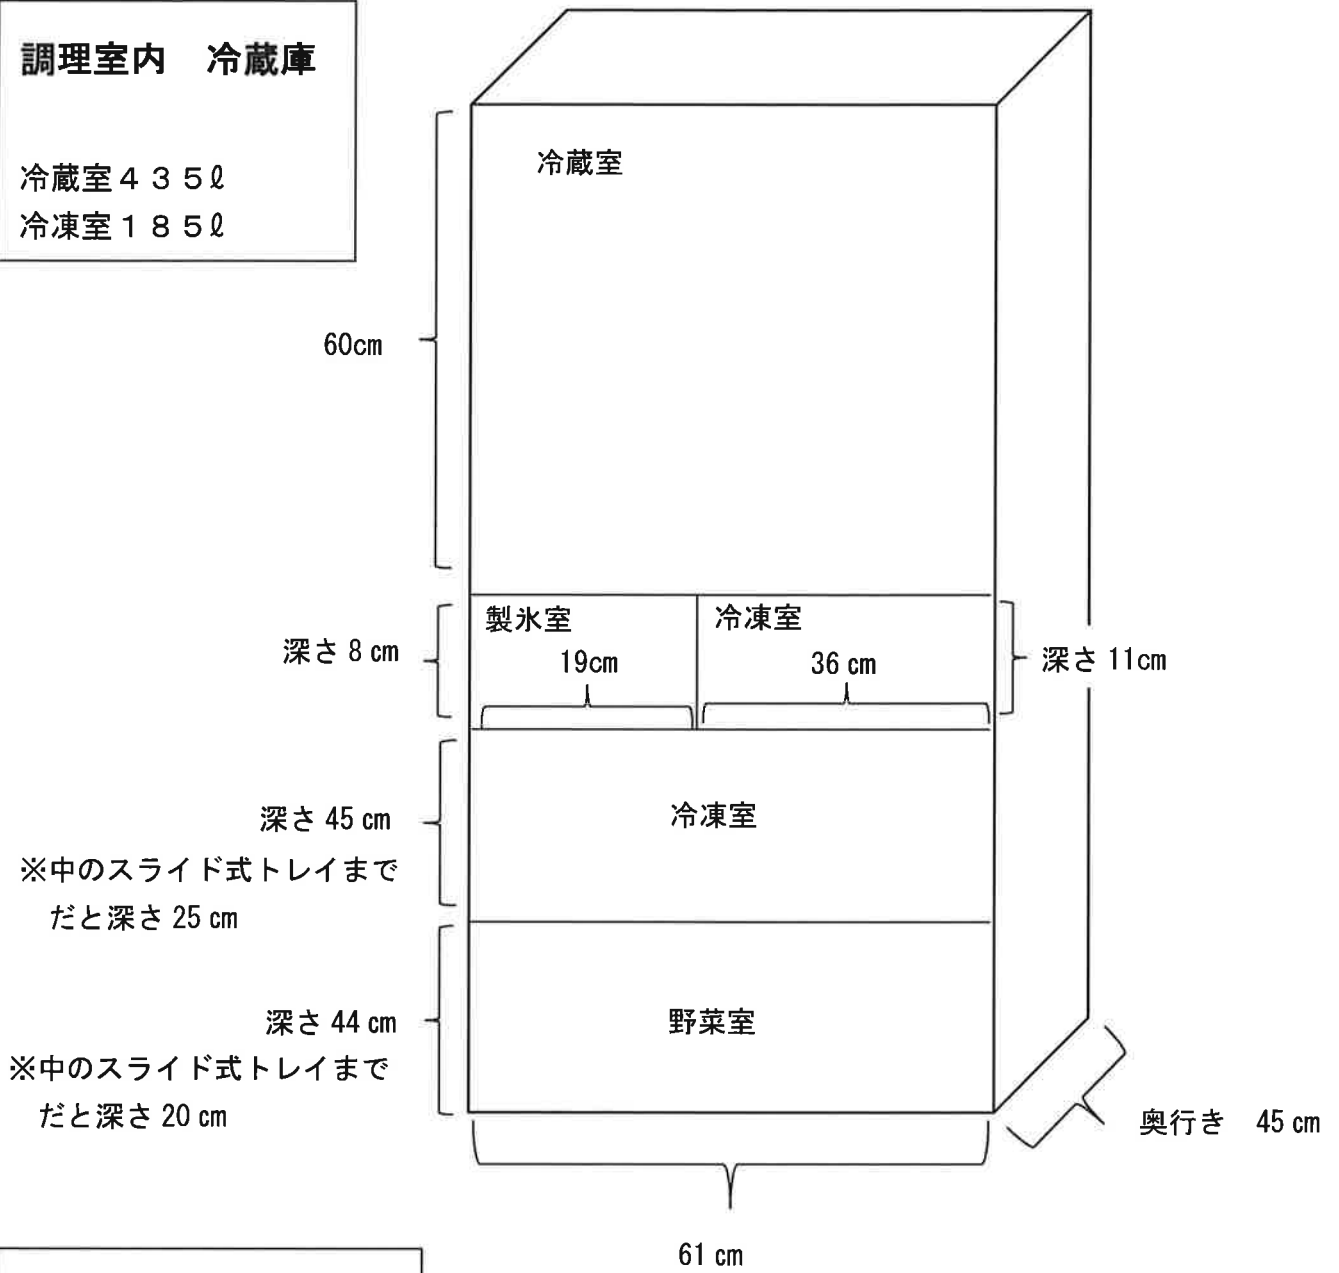 調理室内　冷蔵庫
冷蔵室４３５ℓ
冷凍室１８５ℓ
冷蔵室
60cm
製氷室
冷凍室
深さ 8 cm
19cm
36 cm
深さ 11cm
冷凍室
深さ 45 cm
※中のスライド式トレイまで
だと深さ 25 cm
野菜室
深さ 44 cm
※中のスライド式トレイまで
だと深さ 20 cm
奥行き　45 cm
61 cm